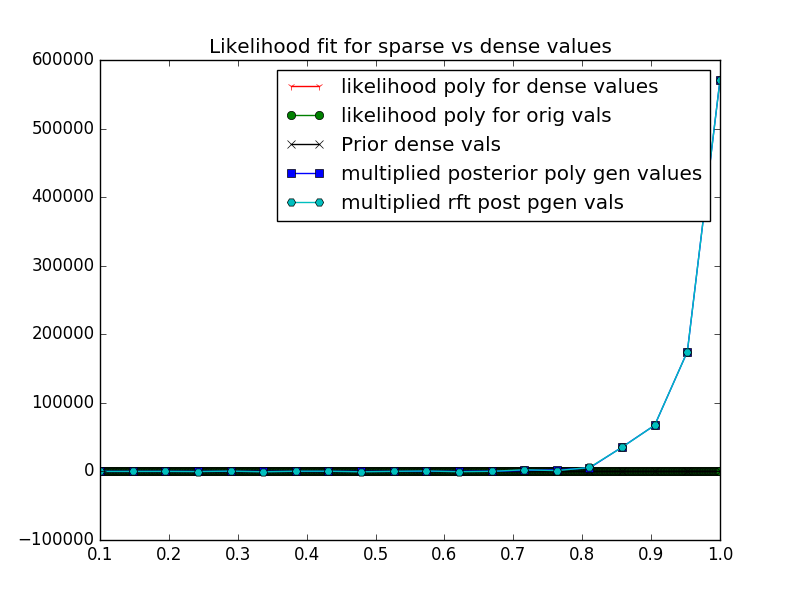 Likelihood fit for sparse vs dense values
600000
500000
400000
300000
200000
100000
0
−100000
likelihood poly for dense values
likelihood poly for orig vals
Prior dense vals
multiplied posterior poly gen values
multiplied rft post pgen vals
0.1 0.2 0.3 0.4 0.5 0.6 0.7 0.8 0.9 1.0